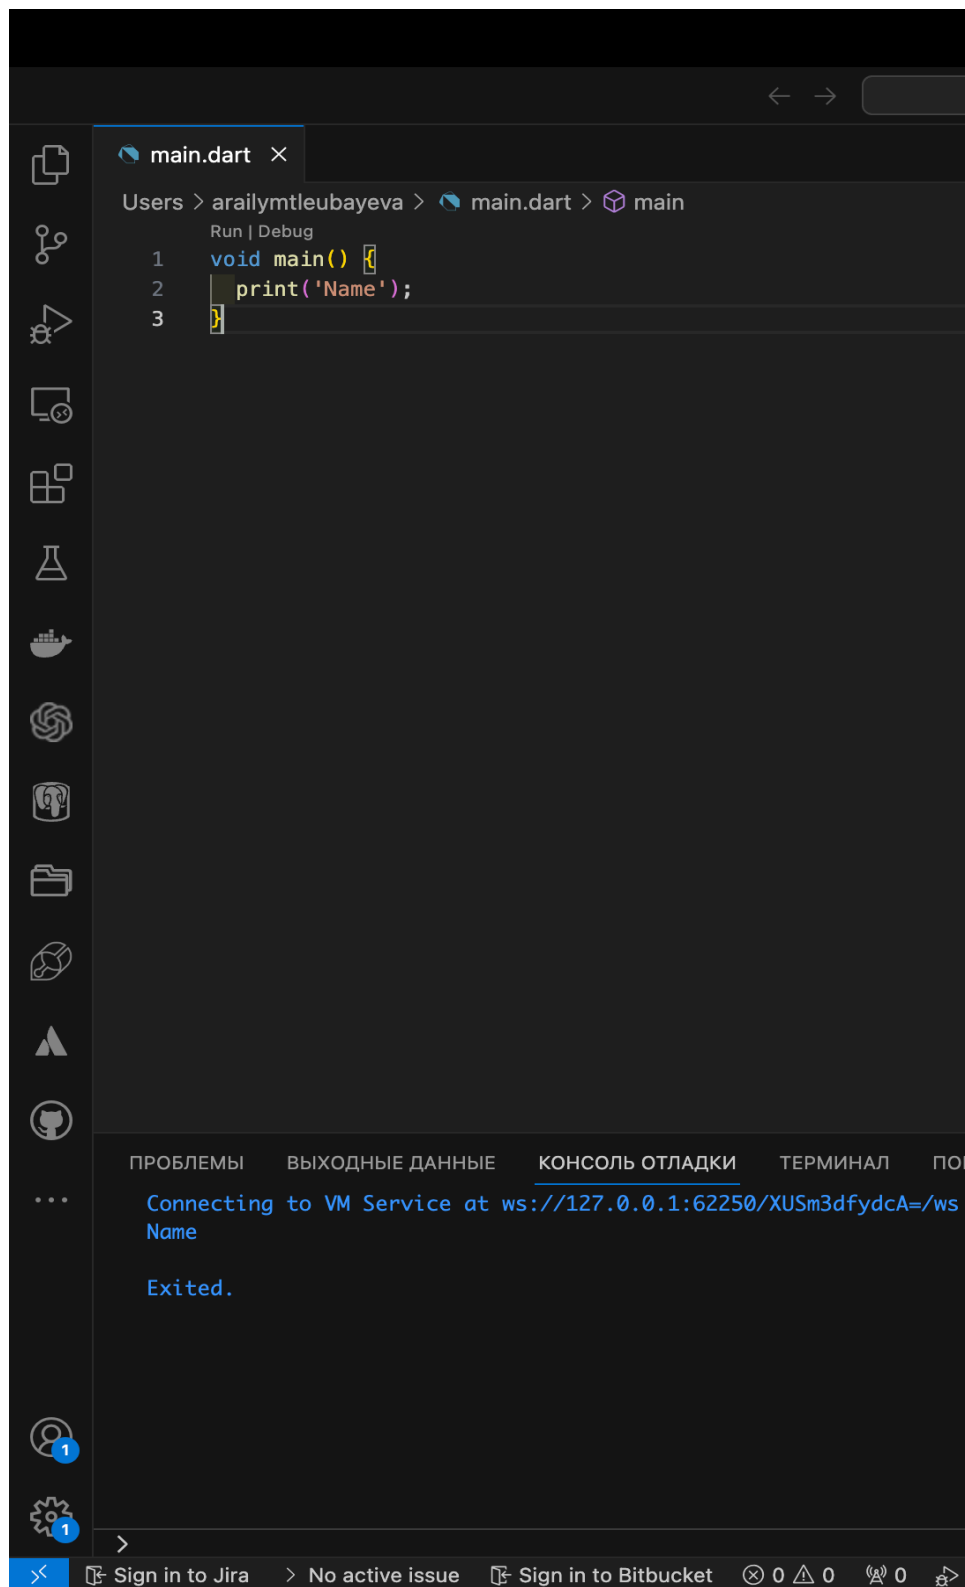 main.dart
Users > arailymtleubayeva > main.dart > main
Run | Debug
1 void main() {
2 print('Name');
3 }
ПРОБЛЕМЫ ВЫХОДНЫЕ ДАННЫЕ КОНСОЛЬ ОТЛАДКИ ТЕРМИНАЛ
Connecting to VM Service at ws://127.0.0.1:62250/XUSm3dfydcA=/ws
Name
Exited.
1
1
>
Sign in to Jira > No active issue Sign in to Bitbucket 0 0 0